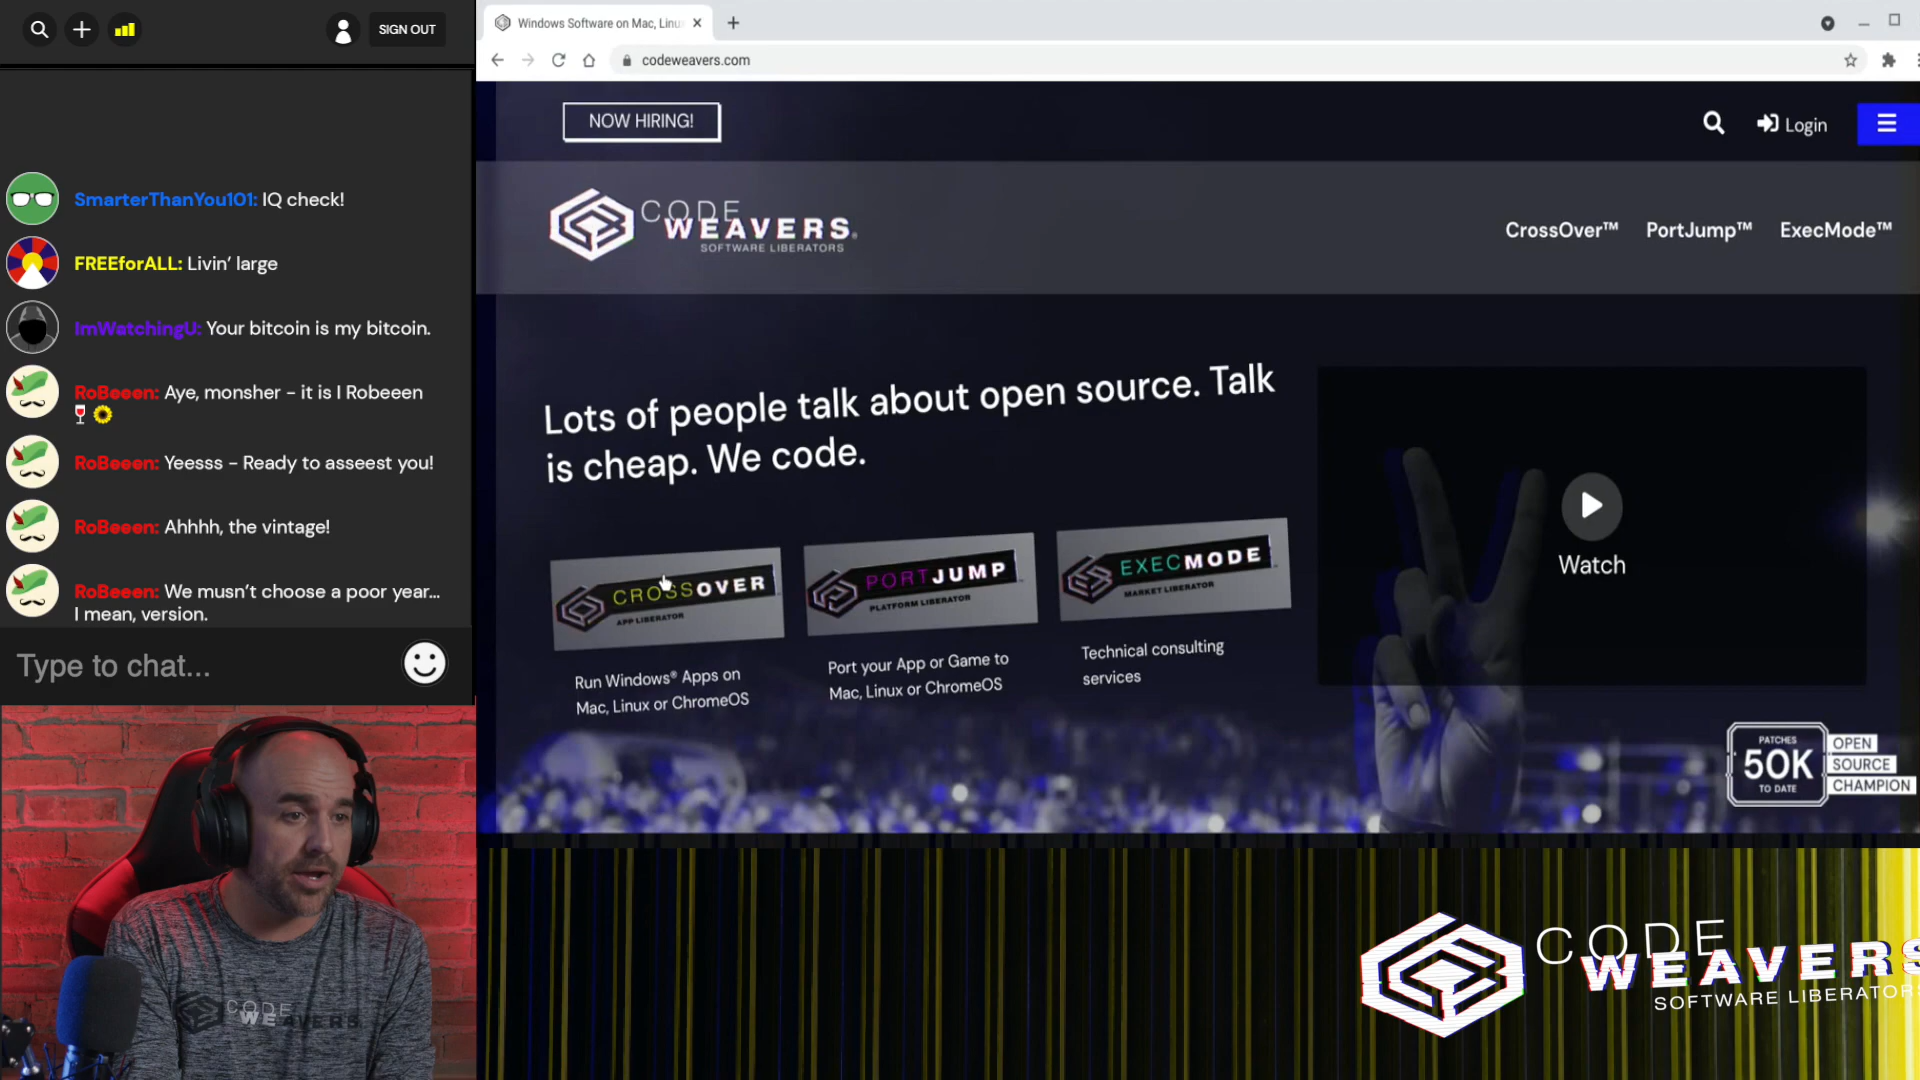 SIGN OUT
SmarterThanYou101: IQ check!
FREEforALL: Livin' large
ImWatchingU: Your bitcoin is my bitcoin.
RoBeeen: Aye, monsher - it is I Robeeen
RoBeeen: Yeesss - Ready to asseest you!
RoBeeen: Ahhhh, the vintage!
RoBeeen: We musn't choose a poor year...
I mean, version.
Type to chat...
Windows Software on Mac, Linu
codeweavers.com
NOW HIRING!
Login
CODE
WEAVERS®
SOFTWARE LIBERATORS
CrossOver™ PortJump™ ExecMode™
Lots of people talk about open source. Talk
is cheap. We code.
CROSSOVER
APP LIBERATOR
Run Windows® Apps on
Mac, Linux or ChromeOS
PORTJUMP™
PLATFORM LIBERATOR
Port your App or Game to
Mac, Linux or ChromeOS
EXECMODE™
MARKET LIBERATOR
Technical consulting
services
Watch
PATCHES
50K
TO DATE
OPEN
SOURCE
CHAMPION
CODE
WEAVERS
CODE
WEAVERS
SOFTWARE LIBERATOR